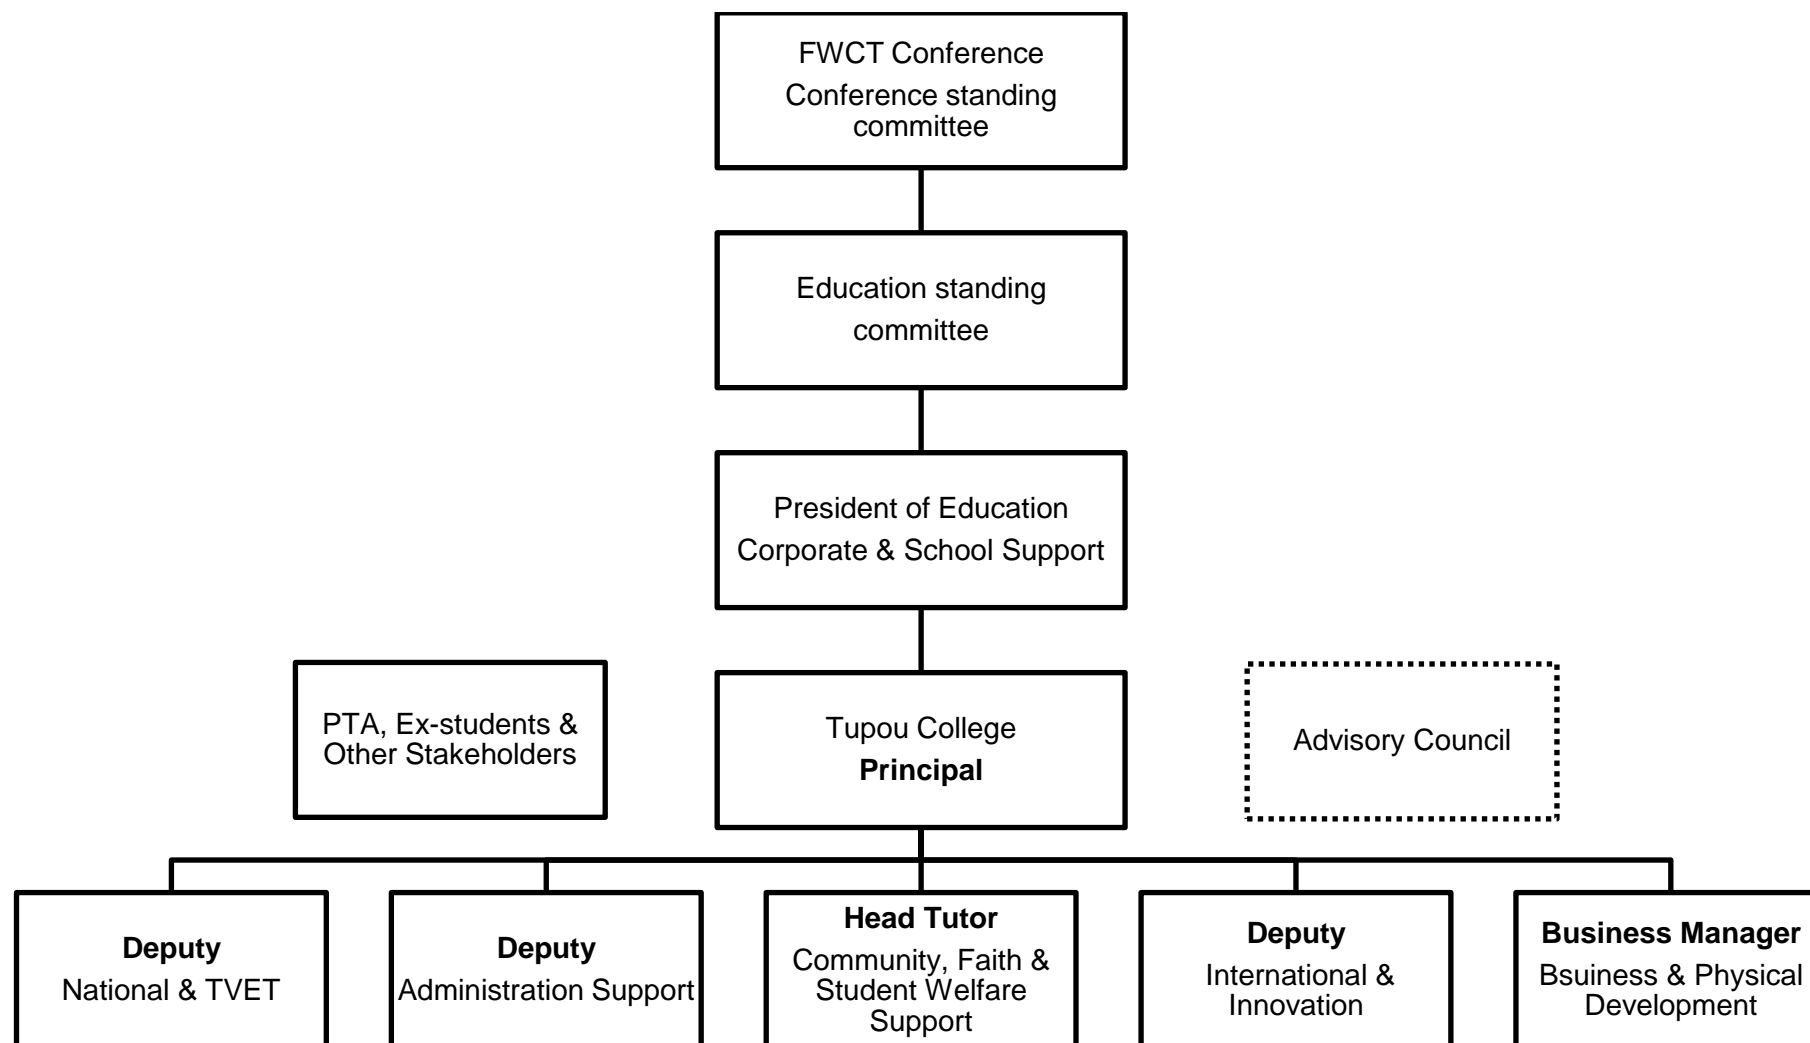 FWCT Conference
Conference standing
committee
Education standing
committee
President of Education
Corporate & School Support
PTA, Ex-students &
Other Stakeholders
Tupou College
Principal
Advisory Council
Deputy
National & TVET
Deputy
Administration Support
Head Tutor
Community, Faith &
Student Welfare
Support
Deputy
International &
Innovation
Business Manager
Bsuiness & Physical
Development